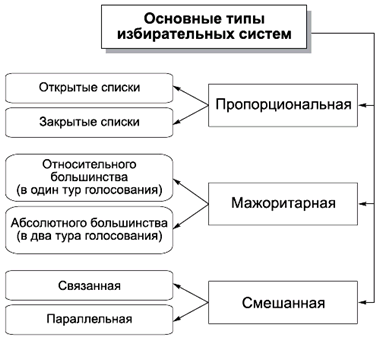 Основные типы
избирательных систем
Открытые списки
Пропорциональная
Закрытые списки
Относительного
большинства
(в один тур голосования)
Мажоритарная
Абсолютного большинства
(в два тура голосования)
Связанная
Смешанная
Параллельная